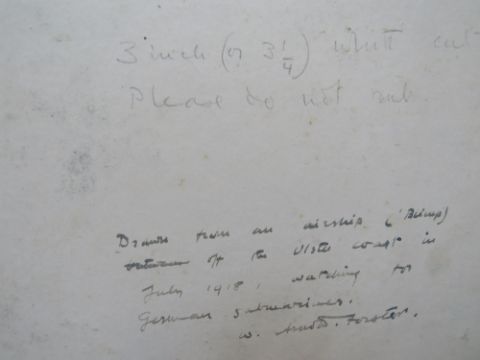 3 inch (or 3 1/4) white cut
Please do not rub.
Drawn from an airship ('Blimp)
off the Ulster coast in
July 1918, watching for
German submarines.
W. Arnold-Forster.